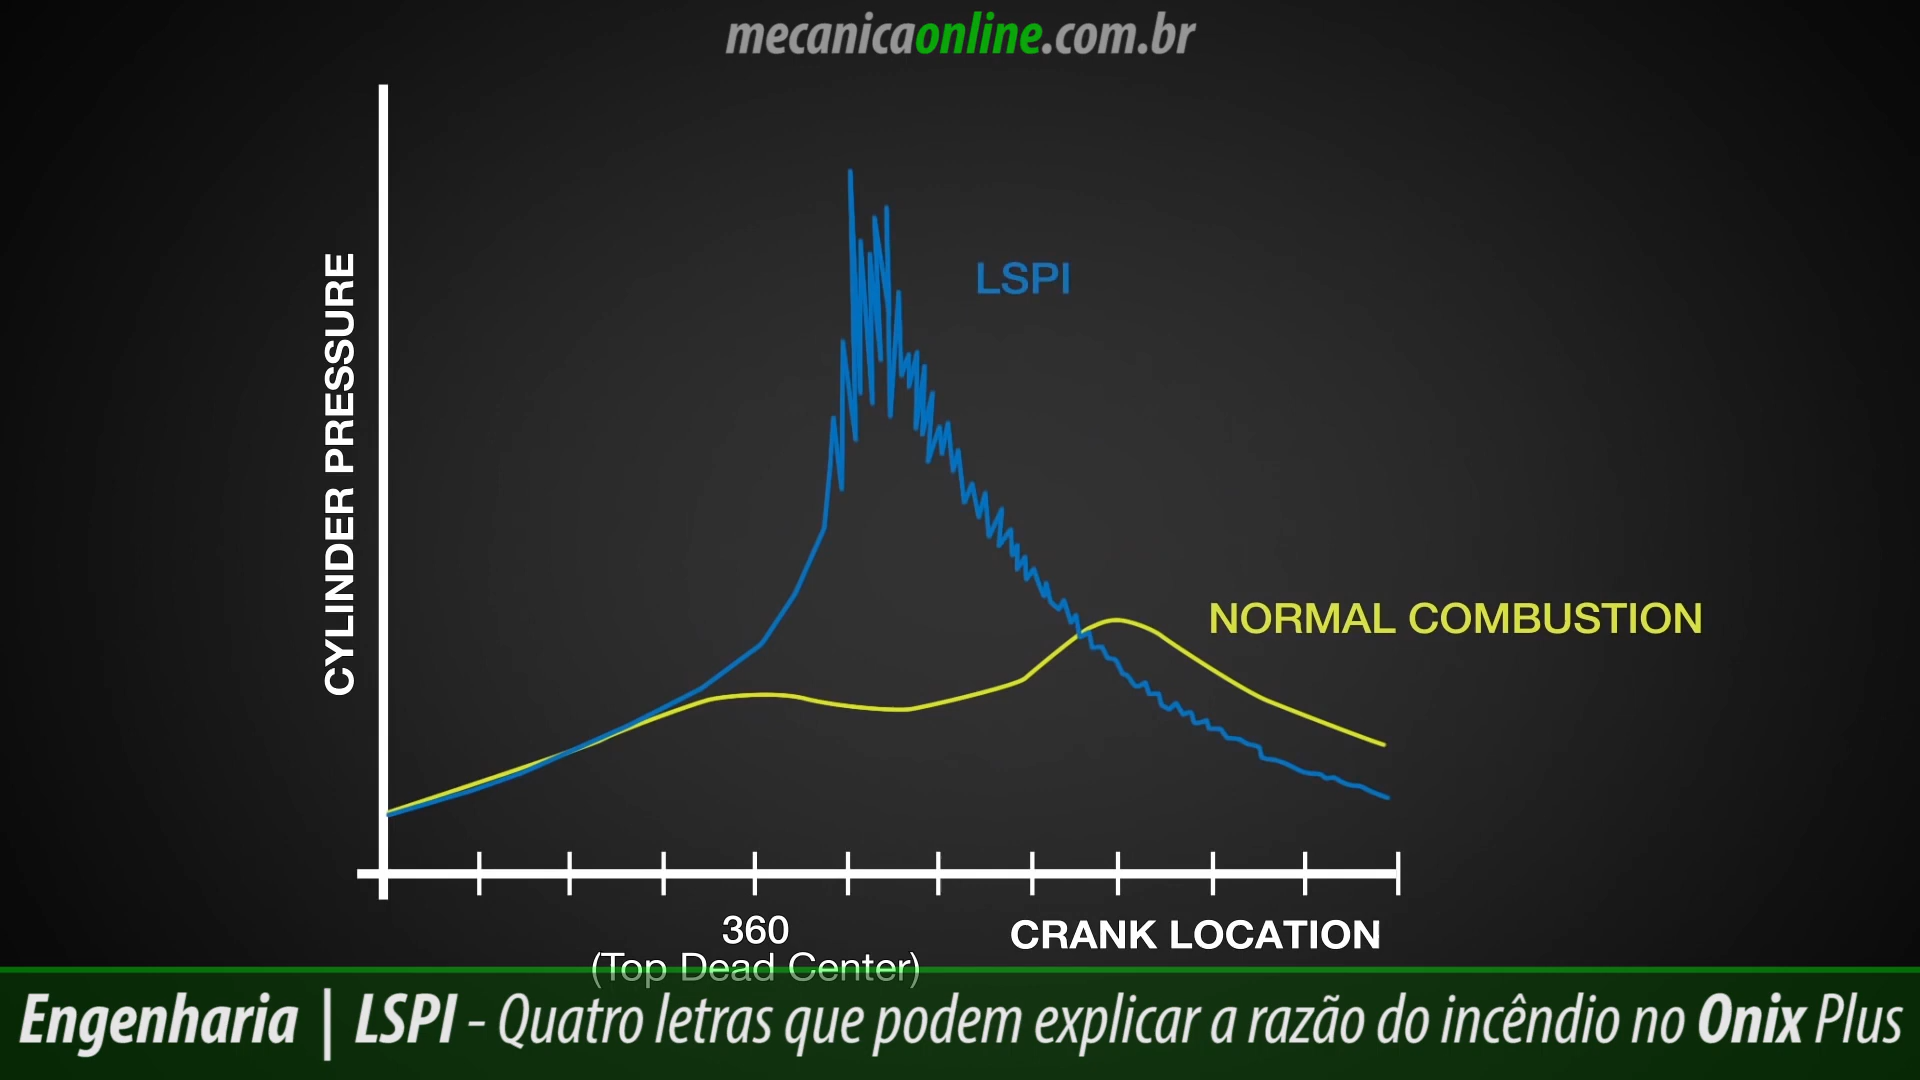 mecanicaonline.com.br
CYLINDER PRESSURE
LSPI
NORMAL COMBUSTION
360
(Top Dead Center)
CRANK LOCATION
Engenharia | LSPI - Quatro letras que podem explicar a razão do incêndio no Onix Plus